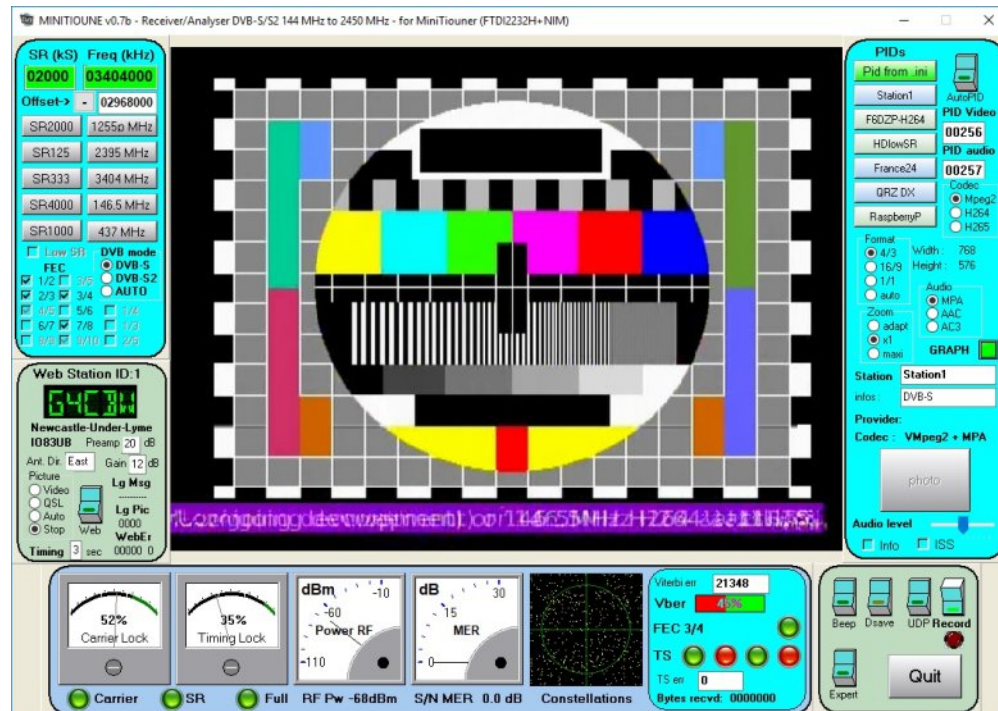 MINITIOUNE v0.7b - Receiver/Analyser DVB-S/S2 144 MHz to 2450 MHz - for MiniTiouner (FTDI2232H+NIM)
SR (kS) Freq (kHz)
02000 03404000
Offset-> - 02968000
SR2000 1255p MHz
SR125 2395 MHz
SR333 3404 MHz
SR4000 146.5 MHz
SR1000 437 MHz
Low SR DVB mode
FEC DVB-S
1/2 3/5 DVB-S2
2/3 3/4 AUTO
4/5 5/6 1/4
6/7 7/8 1/3
8/9 9/10 2/5
Web Station ID:1
G4CBW
Newcastle-Under-Lyme
IO83UB Preamp 20 dB
Ant. Dir. East Gain 12 dB
Picture
Video
QSL
Auto
Stop
Web
Lg Msg
----------
Lg Pic
0000
WebEr
Timing 3 sec 00000 0
PIDs
Pid from .ini
Station1
F6DZP-H264
HDlowSR
France24
QRZ DX
RaspberryP
AutoPID
PID Video
00256
PID audio
00257
Codec
Mpeg2
H264
H265
Format
4/3
16/9
1/1
auto
Width : 768
Height : 576
Audio
MPA
AAC
AC3
Zoom
adapt
x1
maxi
GRAPH
Station Station1
infos : DVB-S
Provider:
Codec : VMpeg2 + MPA
photo
Audio level
Info ISS
52%
Carrier Lock
35%
Timing Lock
dBm -10
-60
Power RF
-110
dB 30
15
MER
0
Carrier SR Full RF Pw -68dBm S/N MER 0.0 dB Constellations
Viterbi err 21348
Vber 45%
FEC 3/4
TS
TS err 0
Bytes recvd: 0000000
Beep Dsave UDP Record
Expert
Quit